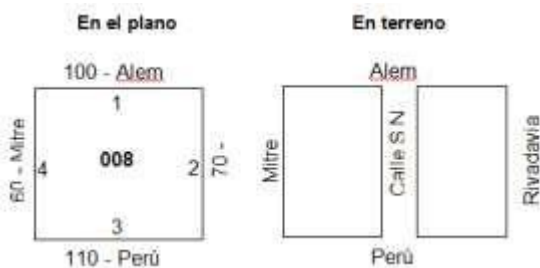 En el plano
En terreno
100 - Alem
1
60 - Mitre
4
008
2
70 -
3
110 - Perú
Alem
Mitre
Calle S N
Rivadavia
Perú